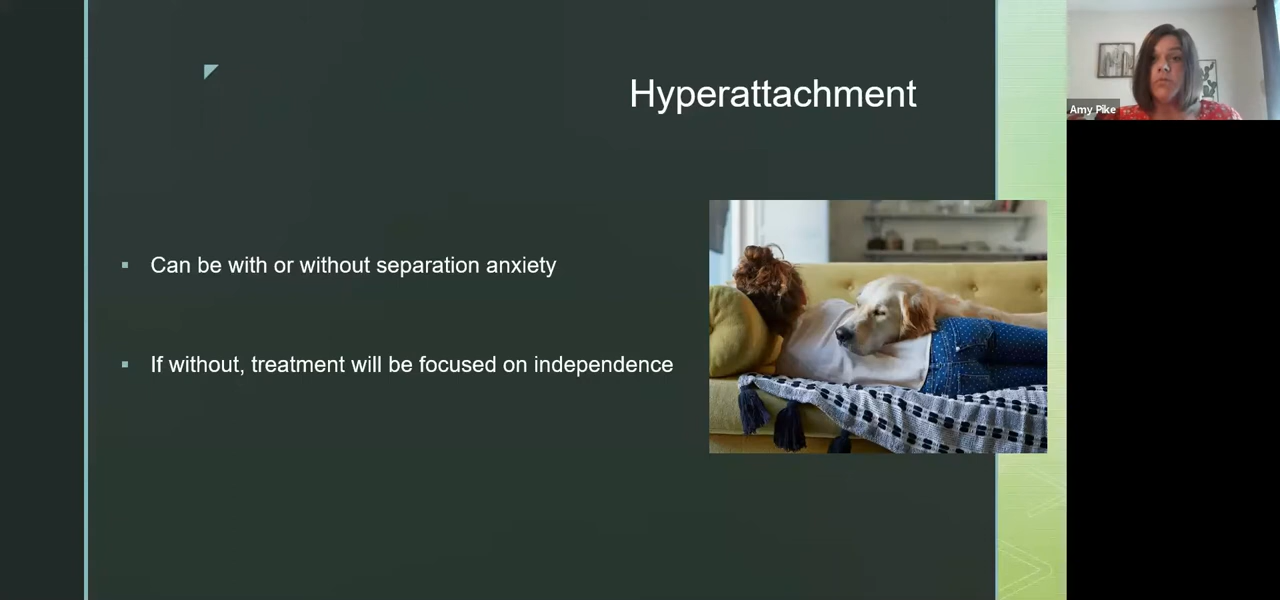 Hyperattachment
Can be with or without separation anxiety
If without, treatment will be focused on independence
Amy Pike